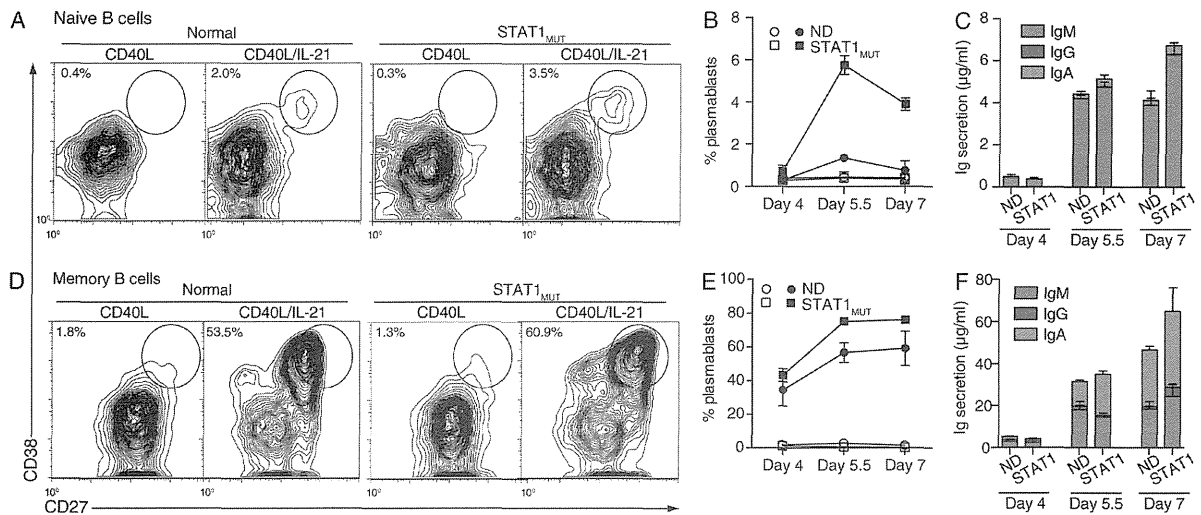 A Naive B cells
Normal
STAT1MUT
CD40L
CD40L/IL-21
CD40L
CD40L/IL-21
0.4%
2.0%
0.3%
3.5%
10⁰
10⁰
10⁰
10⁰
10⁰
B
ND
STAT1MUT
% plasmablasts
8
6
4
2
0
Day 4 Day 5.5 Day 7
C
IgM
IgG
IgA
Ig secretion (μg/ml)
8
6
4
2
0
ND STAT1 ND STAT1 ND STAT1
Day 4 Day 5.5 Day 7
D Memory B cells
Normal
STAT1MUT
CD40L
CD40L/IL-21
CD40L
CD40L/IL-21
1.8%
53.5%
1.3%
60.9%
10⁰
10⁰
10⁰
10⁰
CD38
CD27
E
ND
STAT1MUT
% plasmablasts
100
80
60
40
20
0
Day 4 Day 5.5 Day 7
F
IgM
IgG
IgA
Ig secretion (μg/ml)
80
60
40
20
0
ND STAT1 ND STAT1 ND STAT1
Day 4 Day 5.5 Day 7